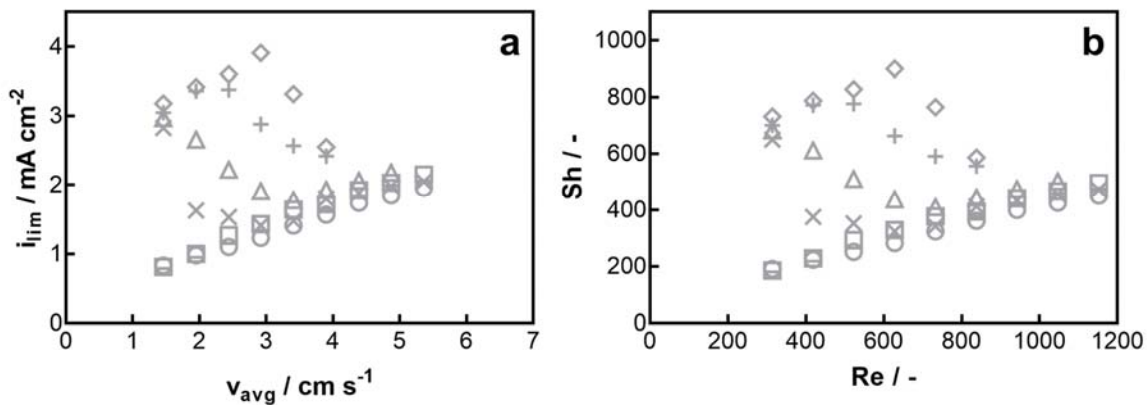 a
4
3
2
1
0
i_lim / mA cm⁻²
0 1 2 3 4 5 6 7
v_avg / cm s⁻¹
b
1000
800
600
400
200
0
Sh / -
0 200 400 600 800 1000 1200
Re / -